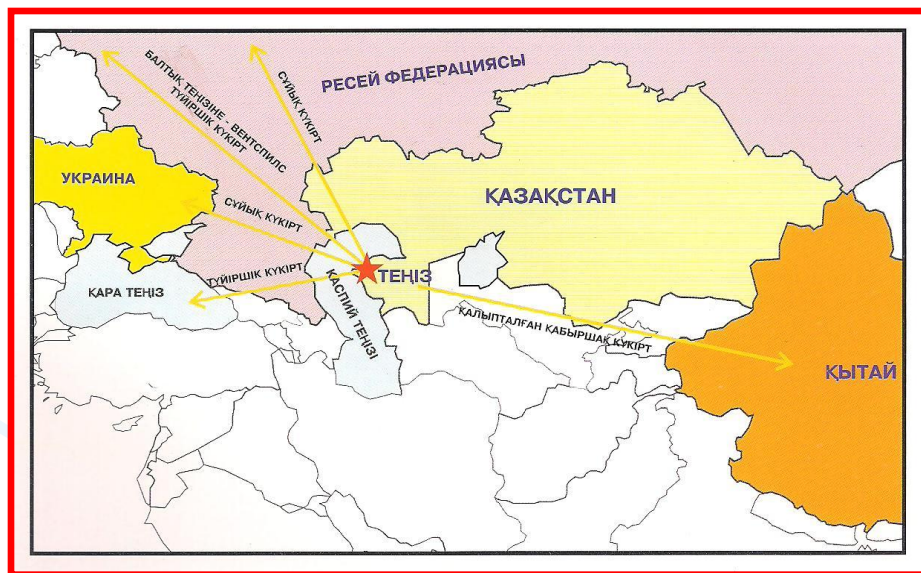 БАЛТЫҚ ТЕҢІЗІНЕ - ВЕНТСПИЛС
ТҮЙІРШІК КҮКІРТ
СҰЙЫҚ КҮКІРТ
РЕСЕЙ ФЕДЕРАЦИЯСЫ
УКРАИНА
СҰЙЫҚ КҮКІРТ
ҚАЗАҚСТАН
ТҮЙІРШІК КҮКІРТ
ТЕҢІЗ
ҚАРА ТЕҢІЗ
КАСПИЙ ТЕҢІЗІ
ҚАЛЫПТАЛҒАН ҚАБЫРШАҚ КҮКІРТ
ҚЫТАЙ